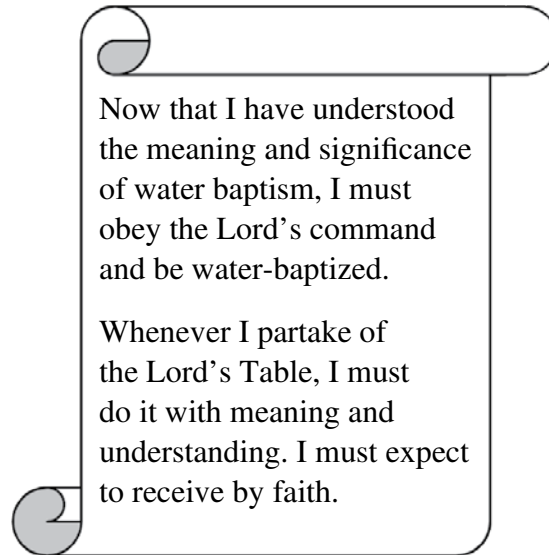 Now that I have understood
the meaning and significance
of water baptism, I must
obey the Lord’s command
and be water-baptized.
Whenever I partake of
the Lord’s Table, I must
do it with meaning and
understanding. I must expect
to receive by faith.